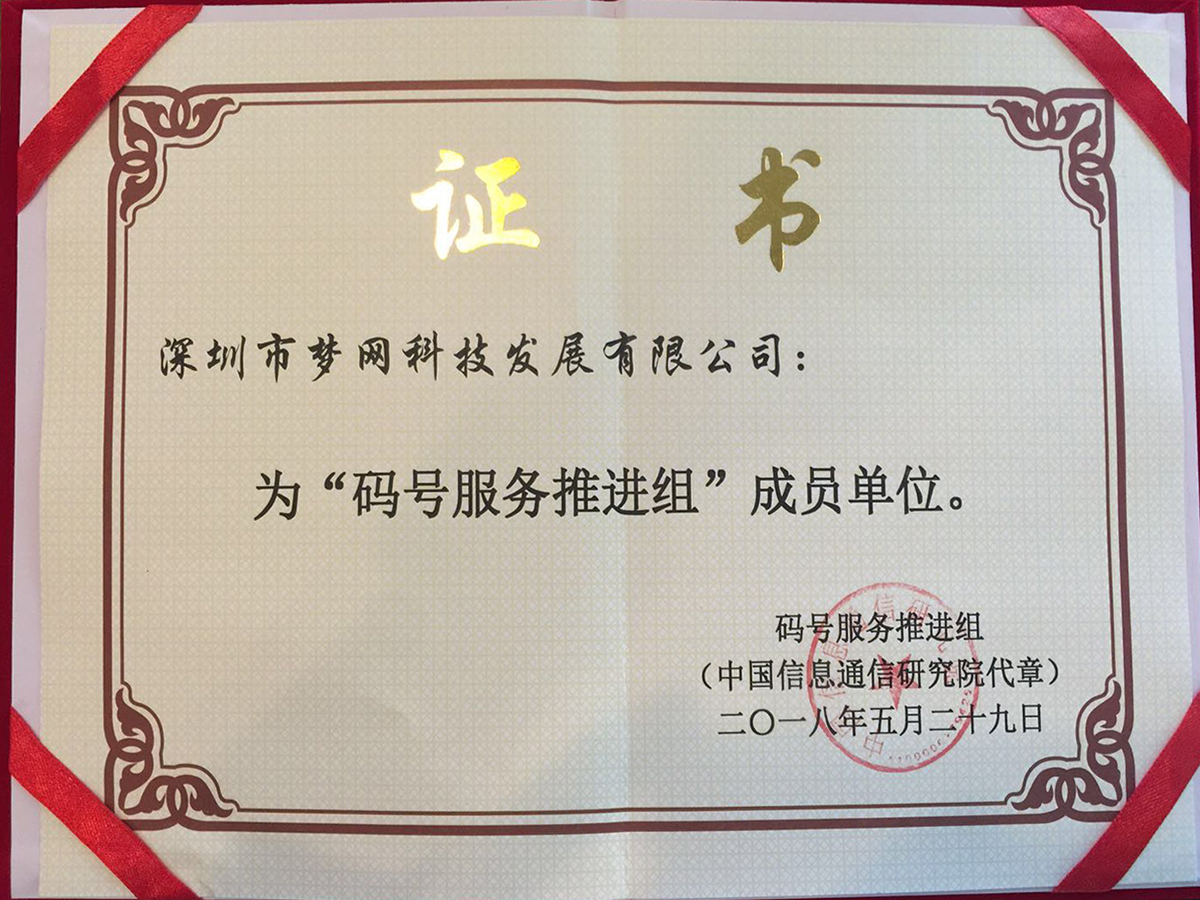 证书
深圳市梦网科技发展有限公司：
为“码号服务推进组”成员单位。
码号服务推进组
（中国信息通信研究院代章）
二〇一八年五月二十九日